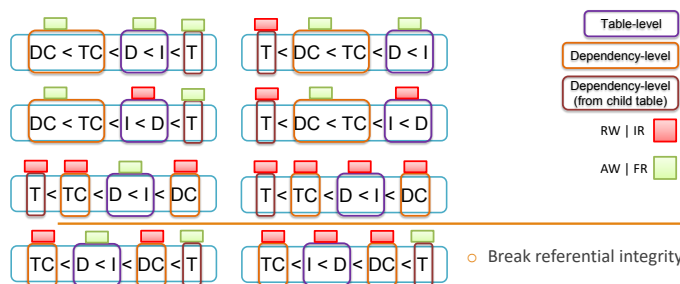 DC < TC < D < I < T
T < DC < TC < D < I
Table-level
Dependency-level
Dependency-level
(from child table)
DC < TC < I < D < T
T < DC < TC < I < D
RW | IR
AW | FR
T < TC < D < I < DC
T < TC < D < I < DC
TC < D < I < DC < T
TC < I < D < DC < T
Break referential integrity